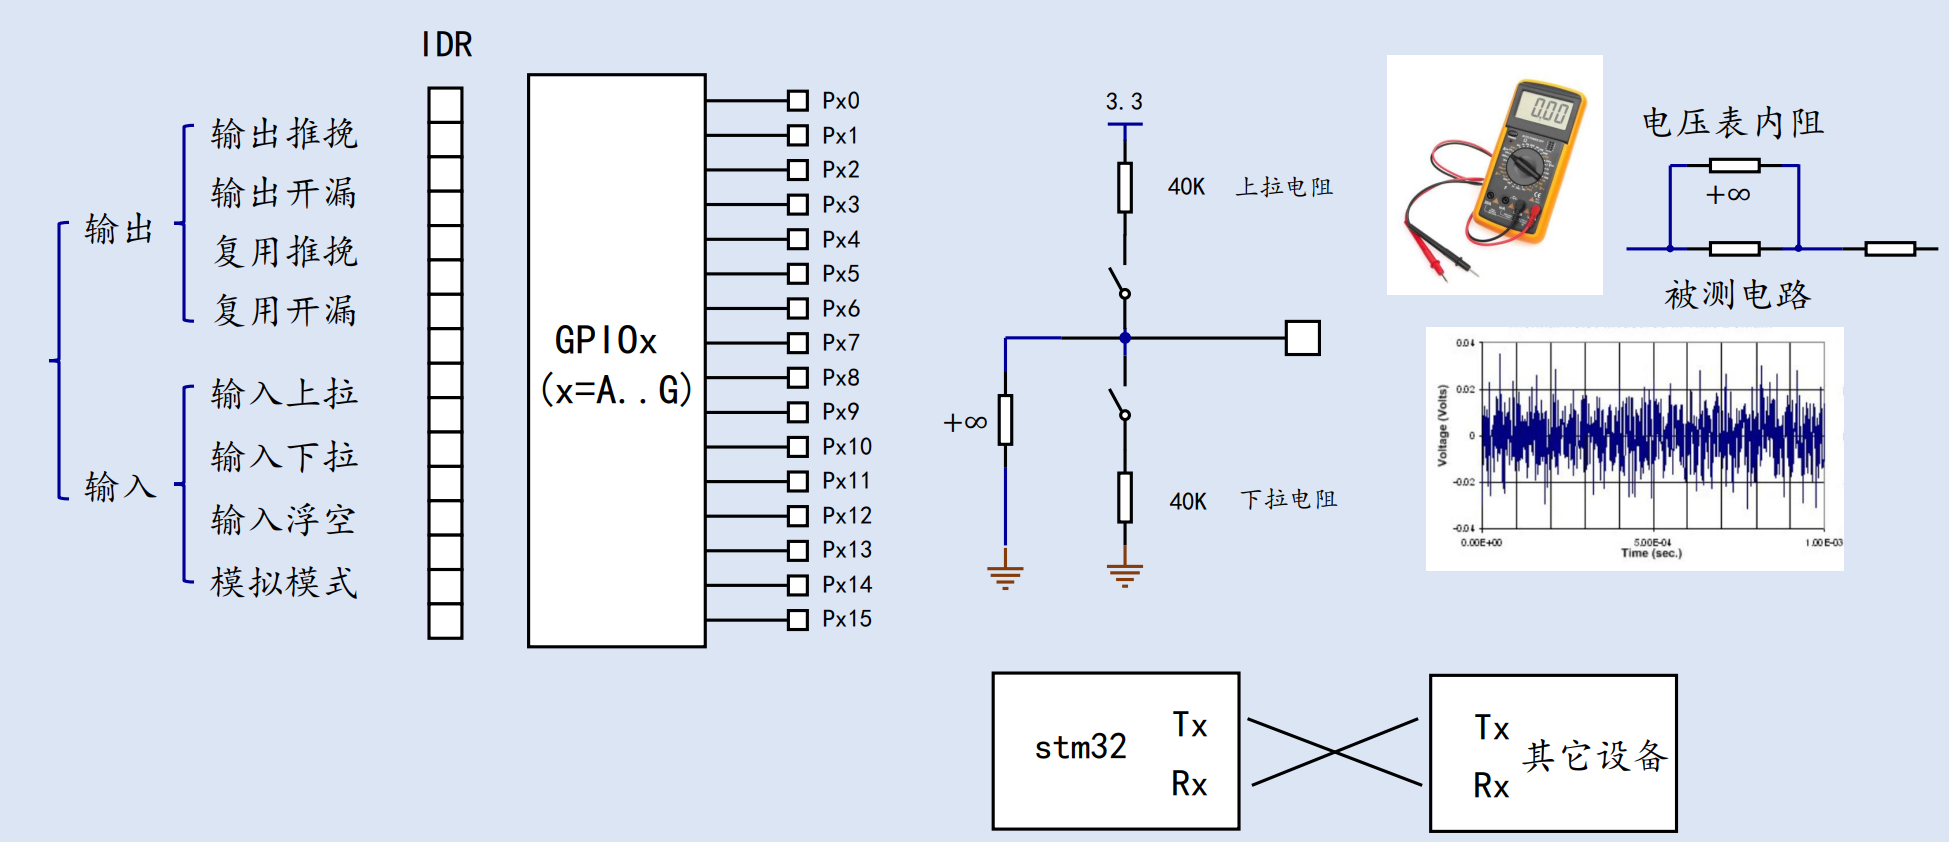 IDR
输出
输出推挽
输出开漏
复用推挽
复用开漏
输入
输入上拉
输入下拉
输入浮空
模拟模式
GPIOx
(x=A..G)
Px0
Px1
Px2
Px3
Px4
Px5
Px6
Px7
Px8
Px9
Px10
Px11
Px12
Px13
Px14
Px15
3.3
40K 上拉电阻
+∞
40K 下拉电阻
0.00
电压表内阻
+∞
被测电路
Voltage (Volts)
0.04
0.02
0
-0.02
-0.04
0.00E+00
5.00E-04
1.00E-03
Time (sec.)
stm32
Tx
Rx
Tx
Rx
其它设备